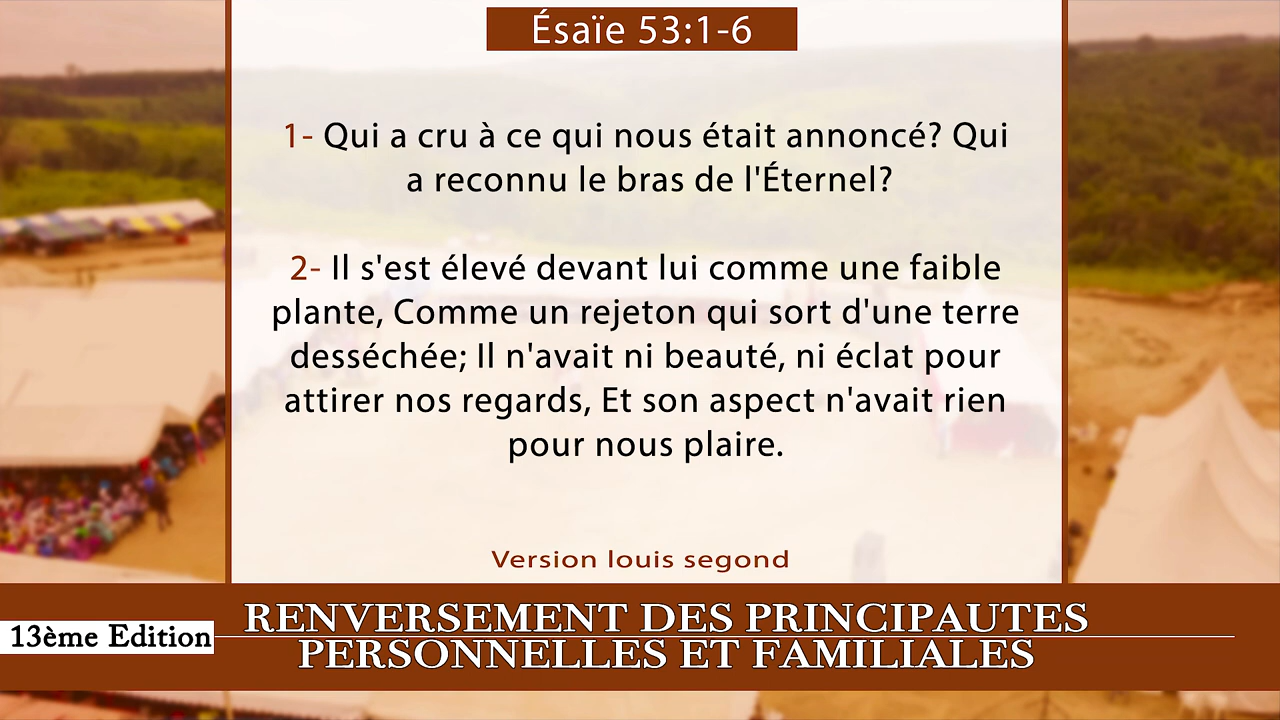 Ésaïe 53:1-6
1- Qui a cru à ce qui nous était annoncé? Qui
a reconnu le bras de l'Éternel?
2- Il s'est élevé devant lui comme une faible
plante, Comme un rejeton qui sort d'une terre
desséchée; Il n'avait ni beauté, ni éclat pour
attirer nos regards, Et son aspect n'avait rien
pour nous plaire.
Version louis segond
13ème Edition
RENVERSEMENT DES PRINCIPAUTES
PERSONNELLES ET FAMILIALES